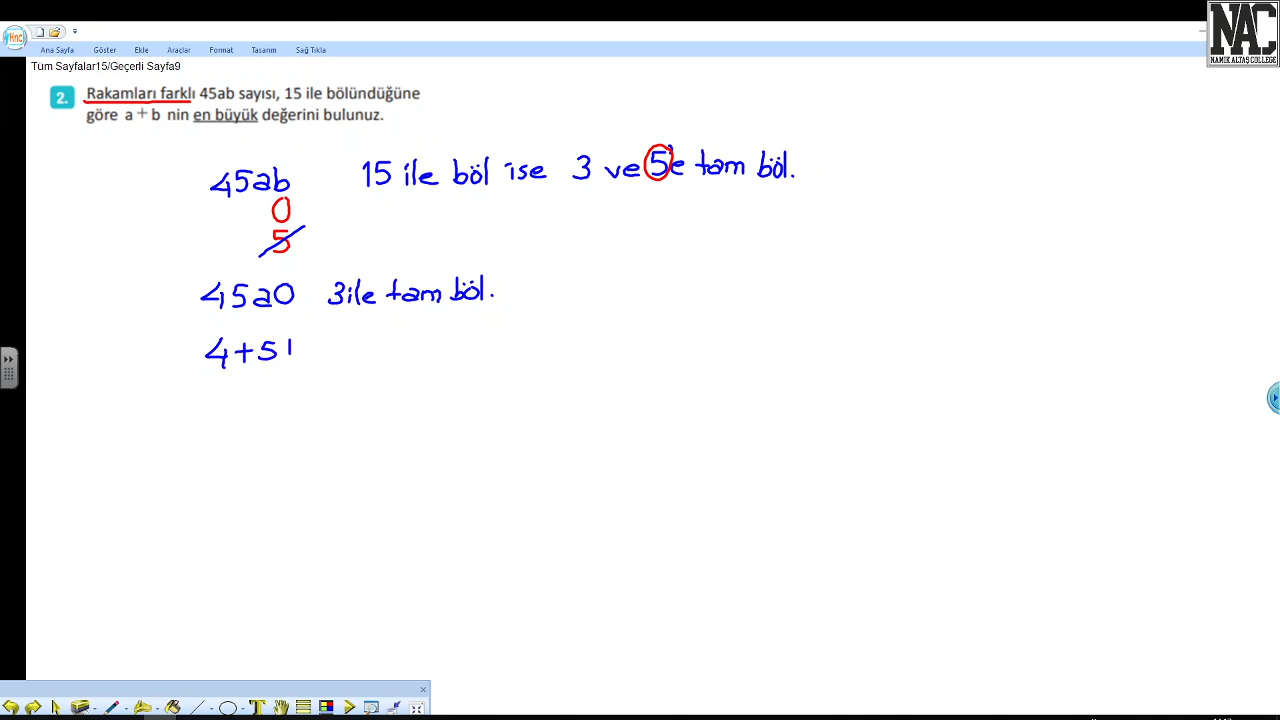 NAC
NAMIK ALTAŞ COLLEGE
Hnc
Ana Sayfa Göster Ekle Araçlar Format Tasarım Sağ Tıkla
Tüm Sayfalar15/Geçerli Sayfa9
2. Rakamları farklı 45ab sayısı, 15 ile bölündüğüne
göre a + b nin en büyük değerini bulunuz.
45ab 15 ile böl ise 3 ve 5'e tam böl.
0
5
45a0 3 ile tam böl.
4+5